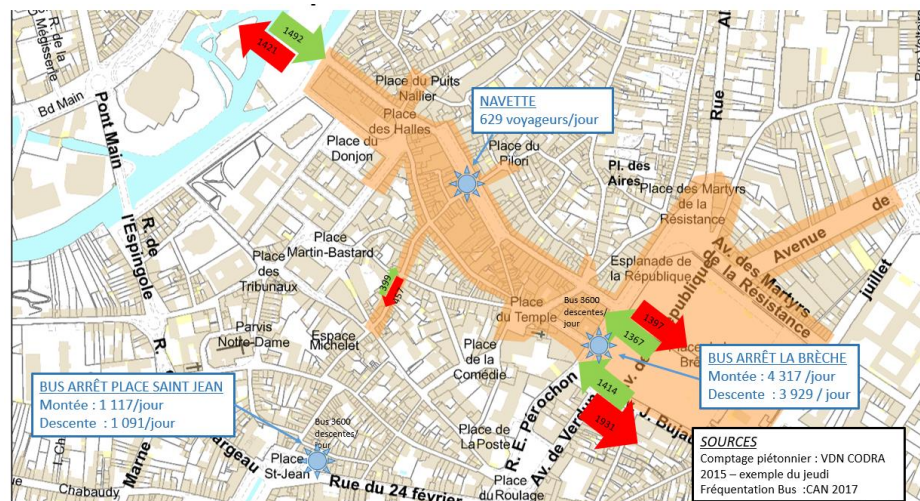 R. de la
Mégisserie
Bd Main
Pont Main
1492
1421
Place du Puits
Nallier
Place
des Halles
Place du
Donjon
NAVETTE
629 voyageurs/jour
Place du
Pilori
Pl. des
Aires
Rue
Place des Martyrs
de la
Résistance
Avenue de
Av. des Martyrs
de la Résistance
juillet
Esplanade de
la République
R. de
l'Espingole
Place
Martin-Bastard
Place
des
Tribunaux
399
457
Parvis
Notre-Dame
Espace
Michelet
Place
du Temple
Bus 3600
descentes/
jour
1397
1367
Place
de la
Comédie
BUS ARRÊT LA BRÈCHE
Montée : 4 317 /jour
Descente : 3 929 / jour
1414
1931
R. E. Pérochon
Av. de Verdun
BUS ARRÊT PLACE SAINT JEAN
Montée : 1 117/jour
Descente : 1 091/jour
Bus 3600
descentes/
jour
Place
St-Jean
Place de
LaPoste
Place
du
Roulage
Marne
Chabaudy
Rue du 24 février
SOURCES
Comptage piétonnier : VDN CODRA
2015 – exemple du jeudi
Fréquentation Bus :CAN 2017